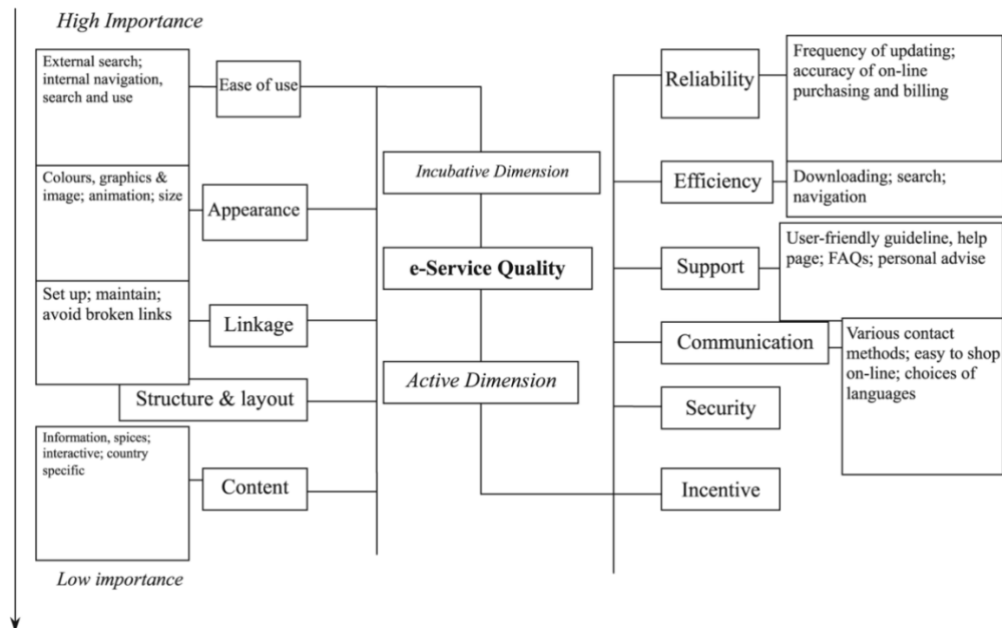 High Importance
External search;
internal navigation,
search and use
Ease of use
Colours, graphics &
image; animation; size
Appearance
Set up; maintain;
avoid broken links
Linkage
Structure & layout
Information, spices;
interactive; country
specific
Content
Low importance
Incubative Dimension
e-Service Quality
Active Dimension
Reliability
Frequency of updating;
accuracy of on-line
purchasing and billing
Efficiency
Downloading; search;
navigation
Support
User-friendly guideline, help
page; FAQs; personal advise
Communication
Various contact
methods; easy to shop
on-line; choices of
languages
Security
Incentive